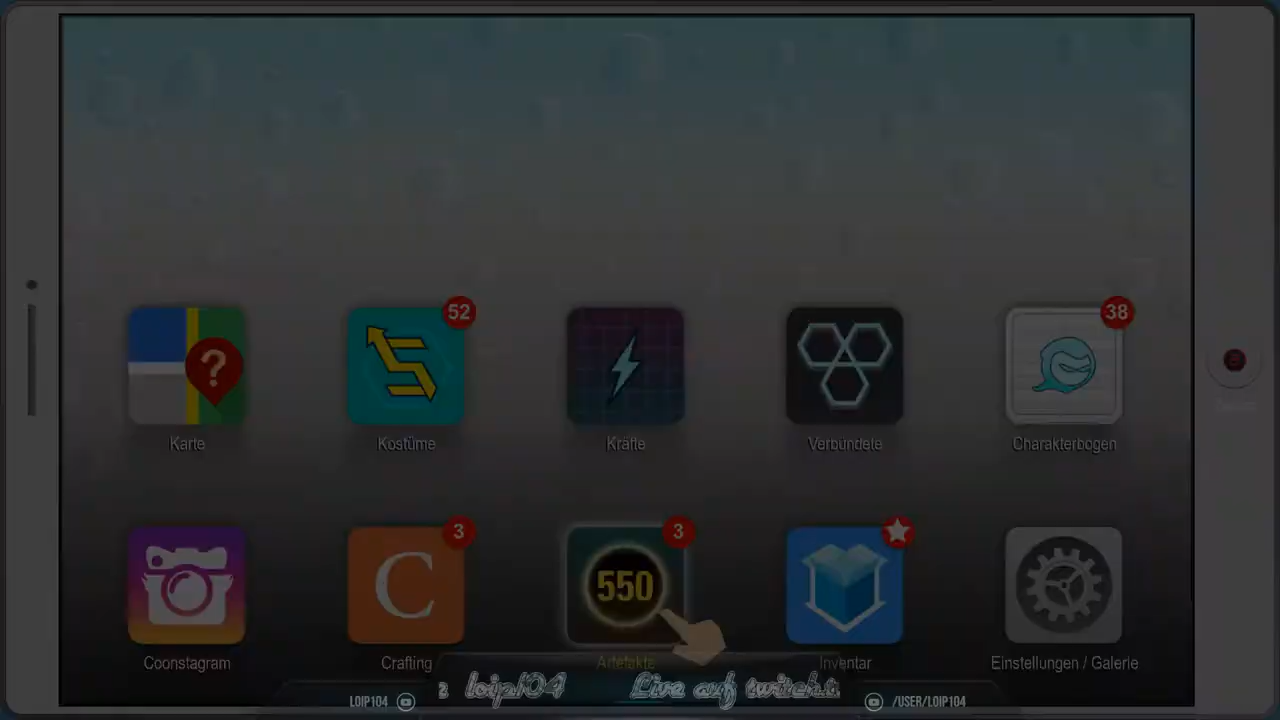 52
38
?
Karte
Kostüme
Kräfte
Verbündete
Charakterbogen
3
3
C
550
Coonstagram
Crafting
Artefakte
Inventar
Einstellungen / Galerie
loip104 Live auf twitch.t
LOIP104
/USER/LOIP104